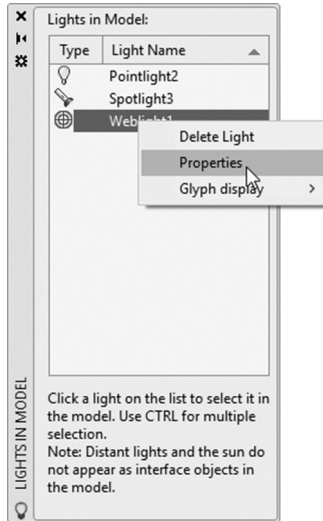 Lights in Model:
Type Light Name
Pointlight2
Spotlight3
Weblight1
Delete Light
Properties
Glyph display
LIGHTS IN MODEL
Click a light on the list to select it in
the model. Use CTRL for multiple
selection.
Note: Distant lights and the sun do
not appear as interface objects in
the model.